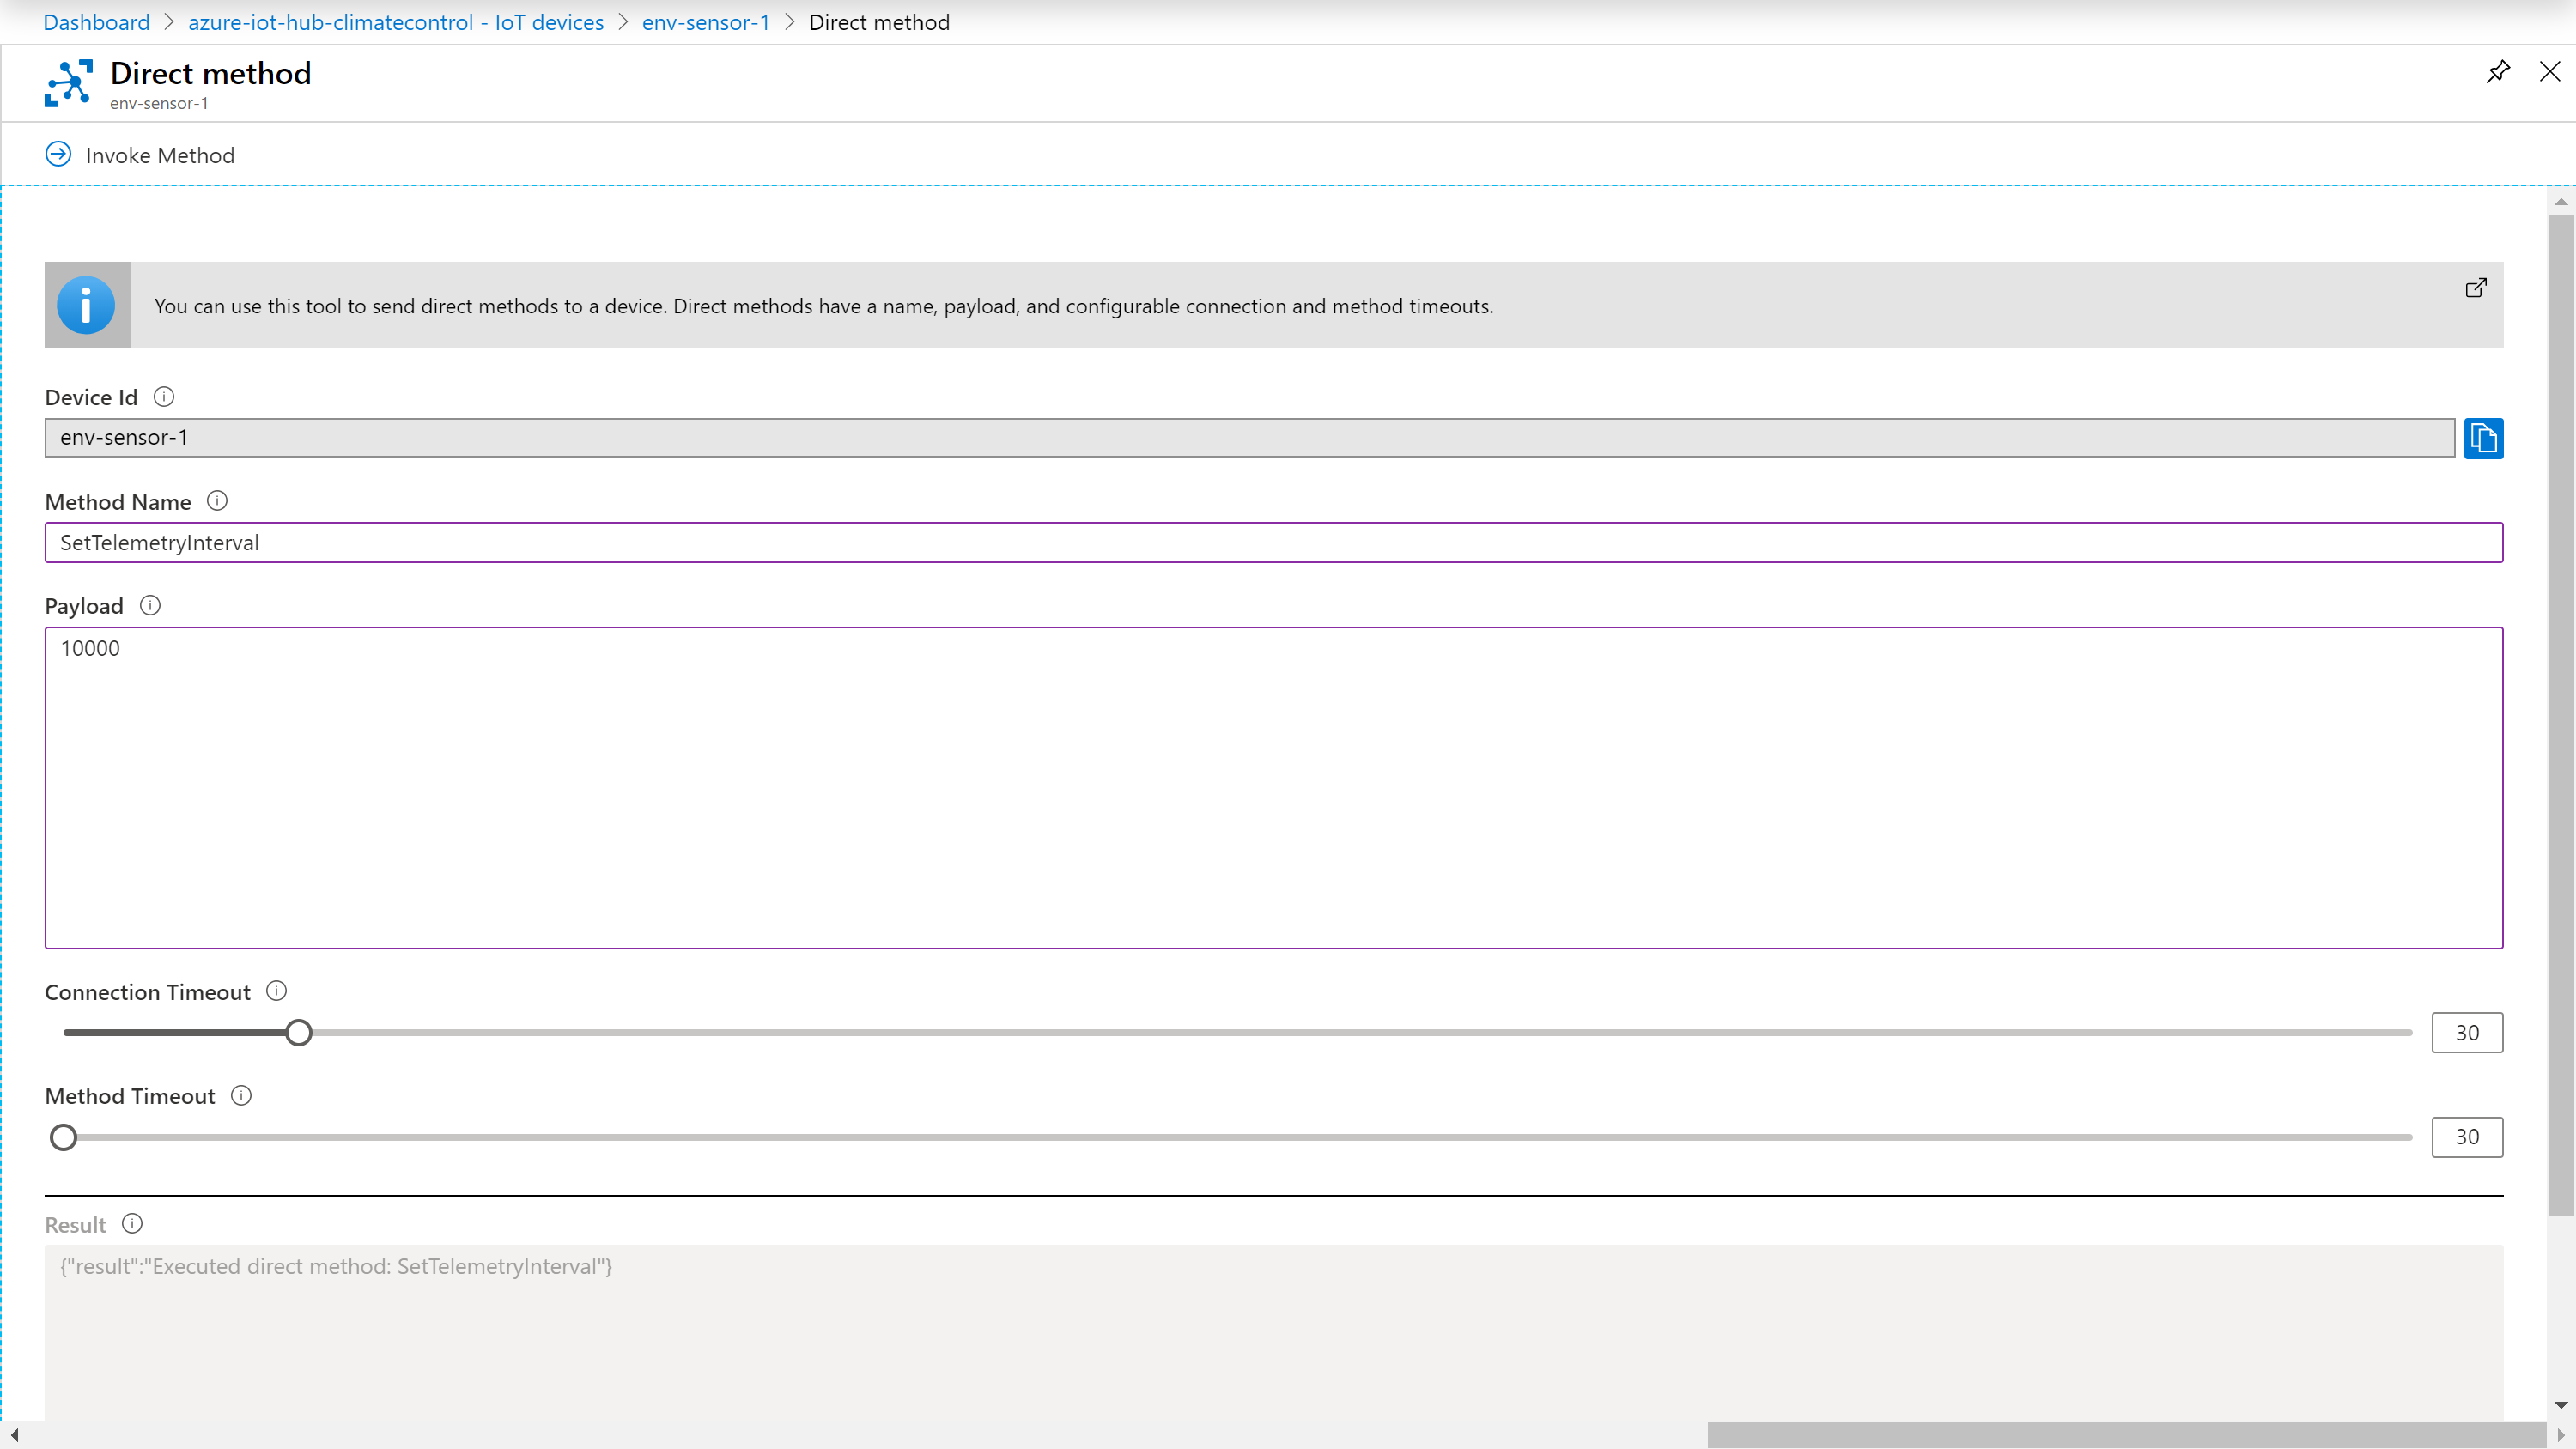 Dashboard > azure-iot-hub-climatecontrol - IoT devices > env-sensor-1 > Direct method
Direct method
env-sensor-1
Invoke Method
You can use this tool to send direct methods to a device. Direct methods have a name, payload, and configurable connection and method timeouts.
Device Id
env-sensor-1
Method Name
SetTelemetryInterval
Payload
10000
Connection Timeout
30
Method Timeout
30
Result
{"result":"Executed direct method: SetTelemetryInterval"}